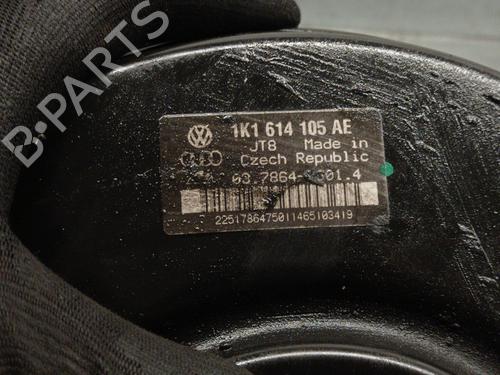 B-PARTS
1K1 614 105 AE
JT8 Made in
Czech Republic
2251786475011465103419